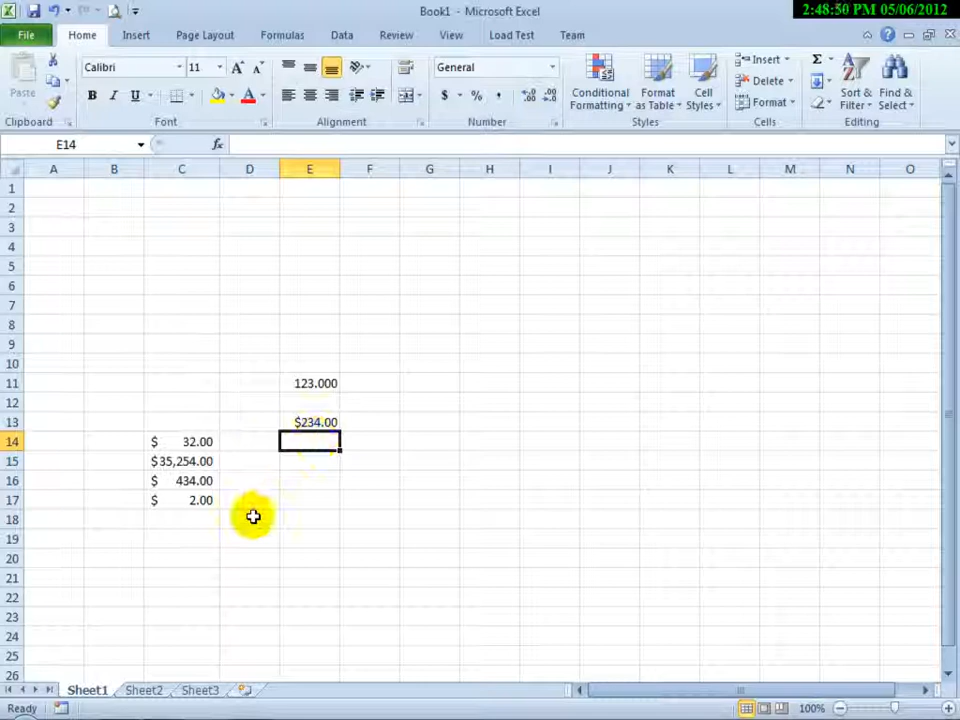 Book1 - Microsoft Excel
2:48:50 PM 05/06/2012
File Home Insert Page Layout Formulas Data Review View Load Test Team
Paste
Calibri 11
General
B I U
$ % ,
Conditional Formatting
Format as Table
Cell Styles
Insert
Delete
Format
Σ
Sort & Filter
Find & Select
Clipboard Font Alignment Number Styles Cells Editing
E14 fx
A B C D E F G H I J K L M N O
1
2
3
4
5
6
7
8
9
10
11 123.000
12
13 $234.00
14 $ 32.00
15 $35,254.00
16 $ 434.00
17 $ 2.00
18
19
20
21
22
23
24
25
26
Sheet1 Sheet2 Sheet3
Ready 100%